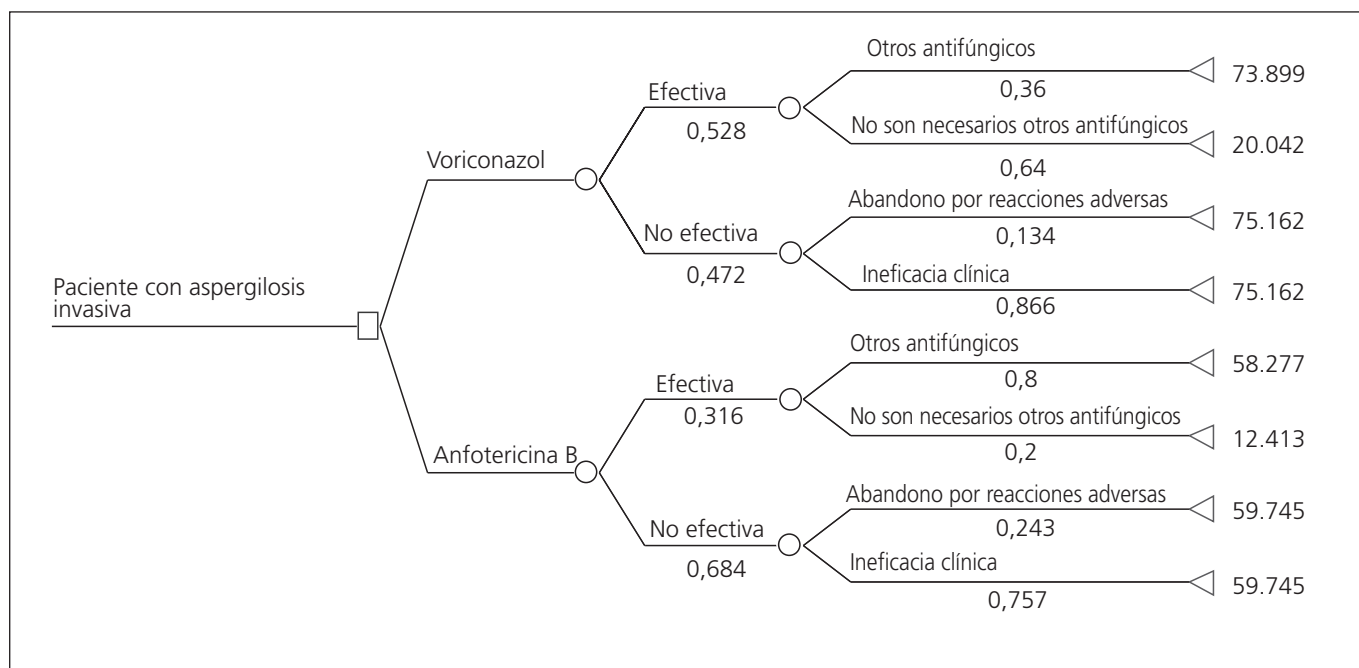 Otros antifúngicos
0,36
73.899
Efectiva
0,528
No son necesarios otros antifúngicos
0,64
20.042
Voriconazol
Abandono por reacciones adversas
0,134
75.162
No efectiva
0,472
Ineficacia clínica
0,866
75.162
Paciente con aspergilosis
invasiva
Otros antifúngicos
0,8
58.277
Efectiva
0,316
No son necesarios otros antifúngicos
0,2
12.413
Anfotericina B
Abandono por reacciones adversas
0,243
59.745
No efectiva
0,684
Ineficacia clínica
0,757
59.745